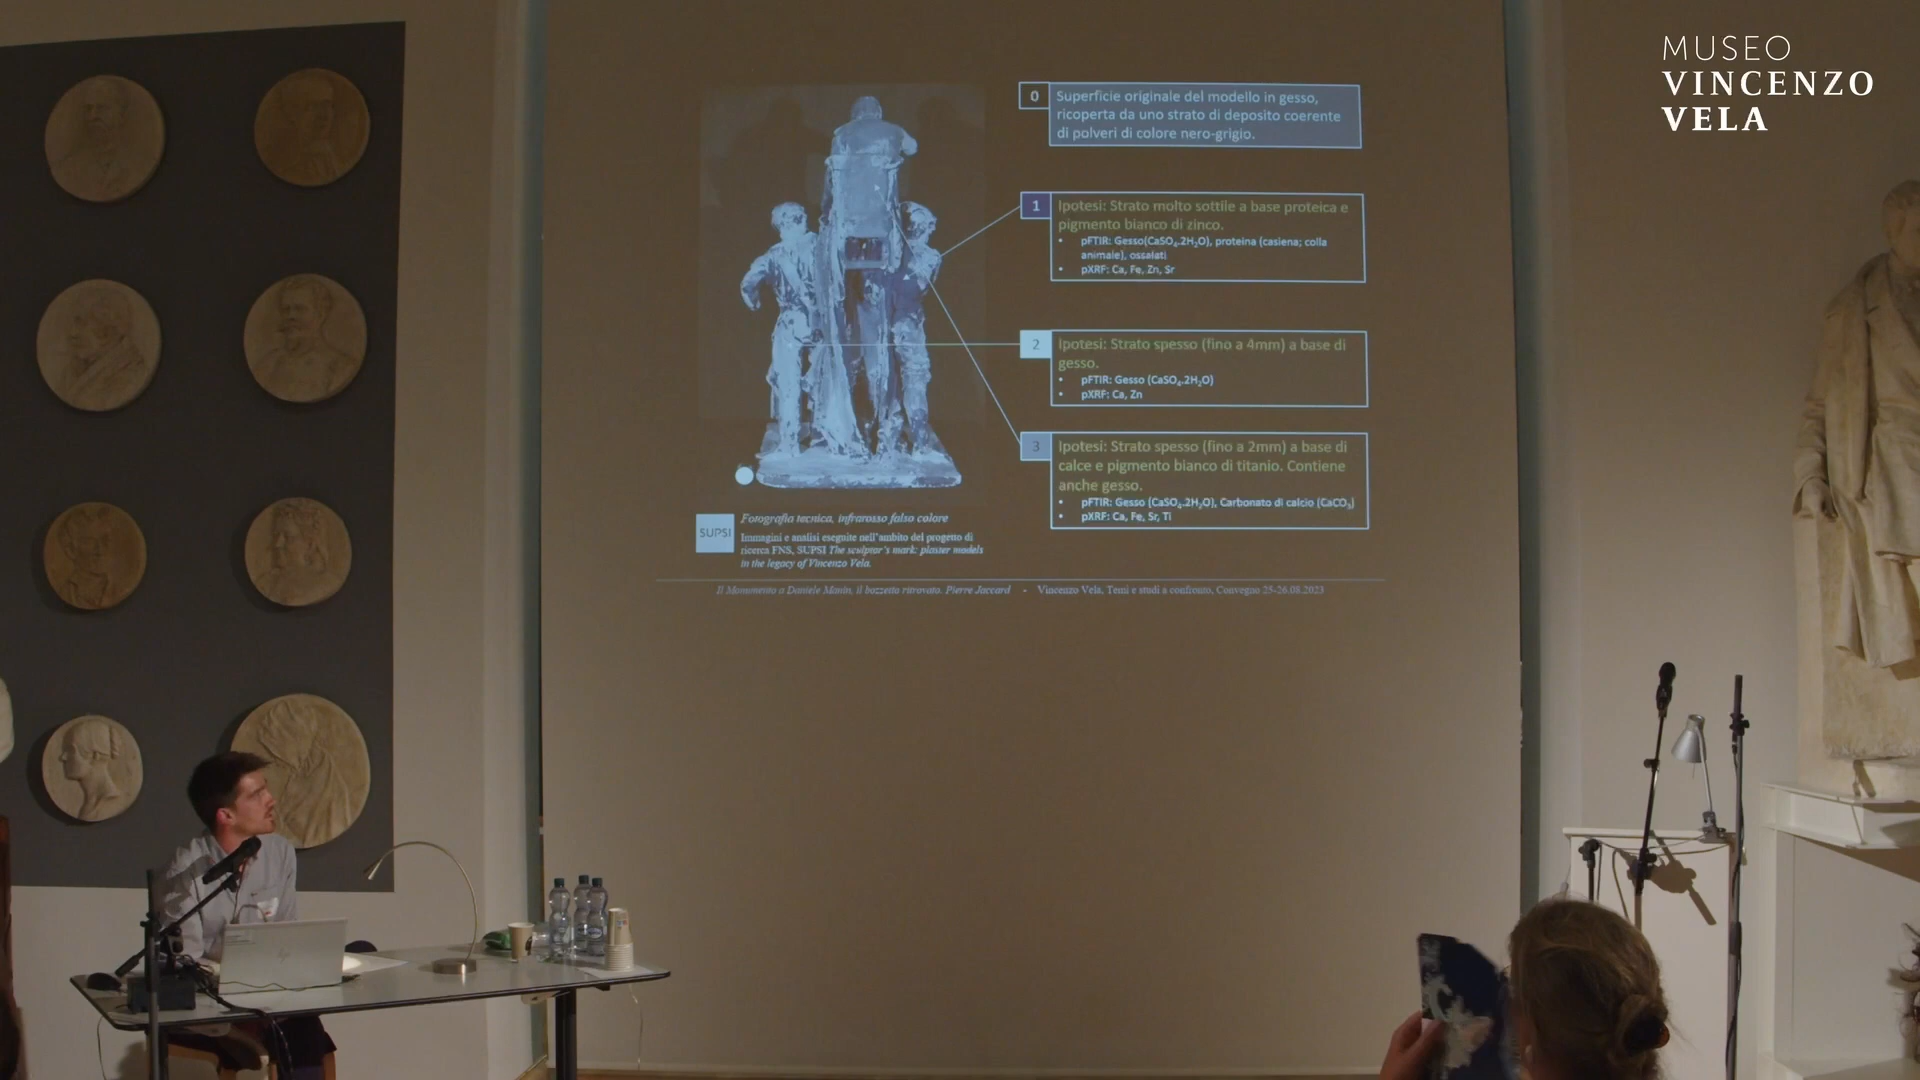 MUSEO
VINCENZO
VELA
0
Superficie originale del modello in gesso,
ricoperta da uno strato di deposito coerente
di polveri di colore nero-grigio.
1
Ipotesi: Strato molto sottile a base proteica e
pigmento bianco di zinco.
• pFTIR: Gesso(CaSO₄.2H₂O), proteina (casiena; colla
animale), ossalati
• pXRF: Ca, Fe, Zn, Sr
2
Ipotesi: Strato spesso (fino a 4mm) a base di
gesso.
• pFTIR: Gesso (CaSO₄.2H₂O)
• pXRF: Ca, Zn
3
Ipotesi: Strato spesso (fino a 2mm) a base di
calce e pigmento bianco di titanio. Contiene
anche gesso.
• pFTIR: Gesso (CaSO₄.2H₂O), Carbonato di calcio (CaCO₃)
• pXRF: Ca, Fe, Sr, Ti
SUPSI
Fotografia tecnica, infrarosso falso colore
Immagini e analisi eseguite nell'ambito del progetto di
ricerca FNS, SUPSI The sculptor's mark: plaster models
in the legacy of Vincenzo Vela.
Il Monumento a Daniele Manin, il bozzetto ritrovato. Pierre Jaccard - Vincenzo Vela, Temi e studi a confronto, Convegno 25-26.08.2023